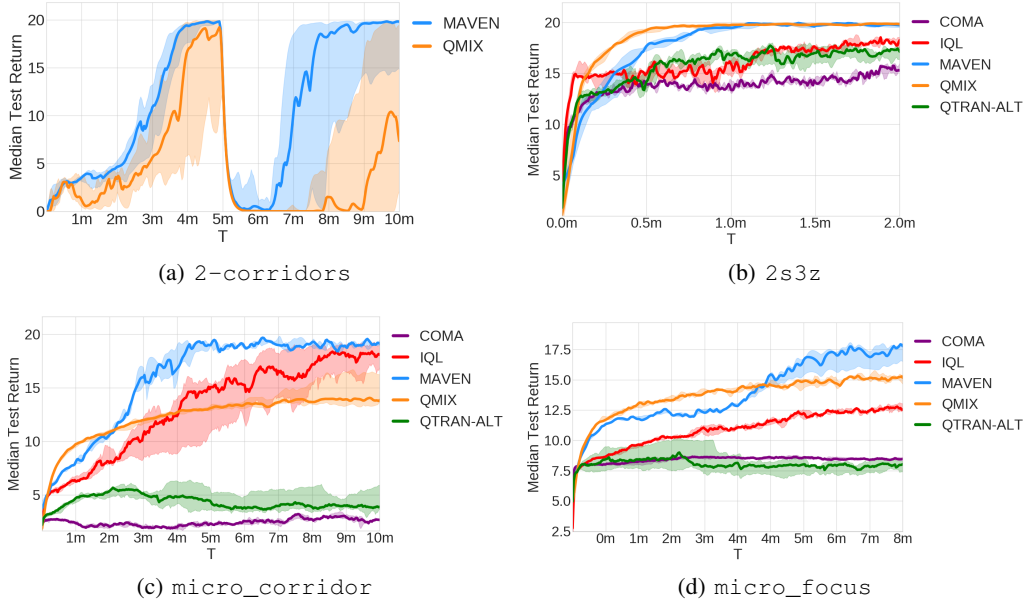 Median Test Return
20
15
10
5
0
1m 2m 3m 4m 5m 6m 7m 8m 9m 10m
T
MAVEN
QMIX
(a) 2-corridors
Median Test Return
20
15
10
5
0.0m 0.5m 1.0m 1.5m 2.0m
T
COMA
IQL
MAVEN
QMIX
QTRAN-ALT
(b) 2s3z
Median Test Return
20
15
10
5
1m 2m 3m 4m 5m 6m 7m 8m 9m 10m
T
COMA
IQL
MAVEN
QMIX
QTRAN-ALT
(c) micro_corridor
Median Test Return
17.5
15.0
12.5
10.0
7.5
5.0
2.5
0m 1m 2m 3m 4m 5m 6m 7m 8m
T
COMA
IQL
MAVEN
QMIX
QTRAN-ALT
(d) micro_focus